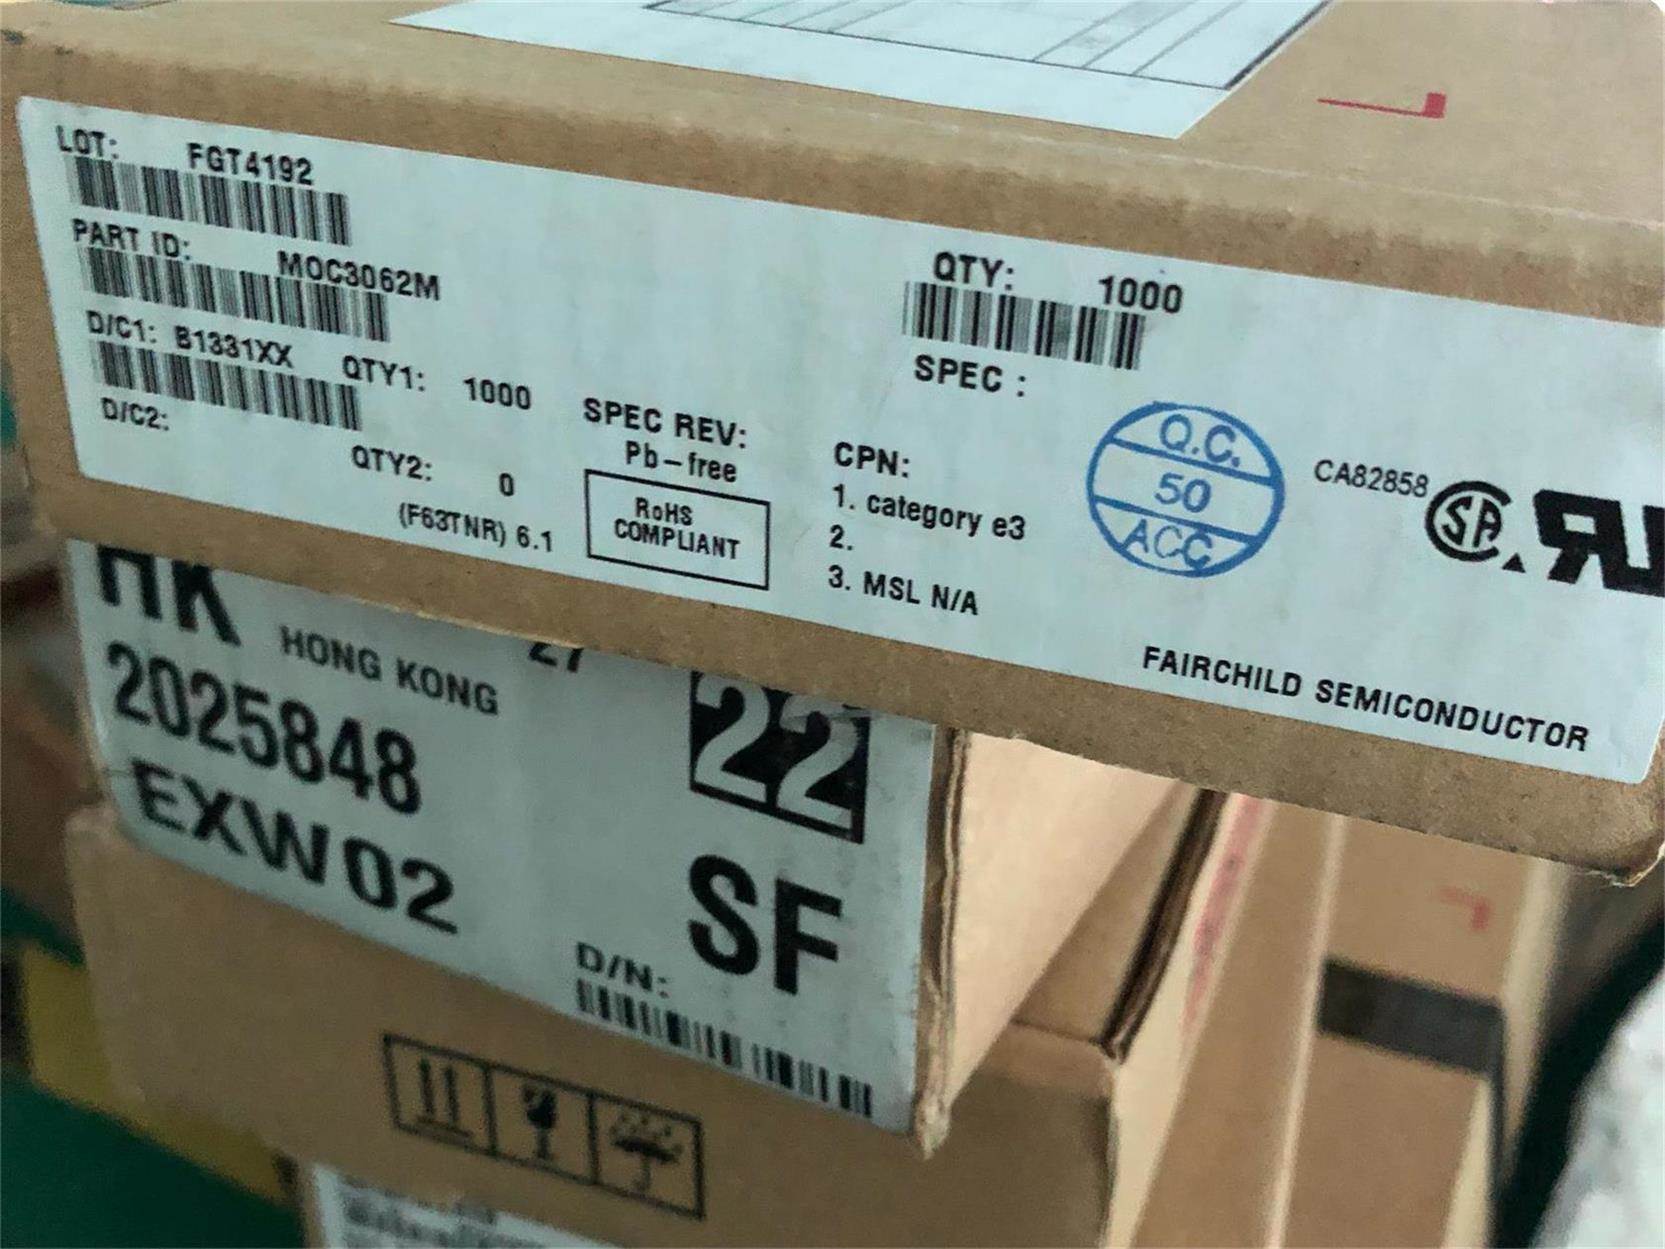 LOT: FGT4192
PART ID: MOC3062M
D/C1: B1331XX QTY1: 1000
D/C2: QTY2: 0
(F63TNR) 6.1
SPEC REV:
Pb-free
RoHS
COMPLIANT
QTY: 1000
SPEC :
CPN:
1. category e3
2.
3. MSL N/A
Q.C.
50
ACC
CA82858
FAIRCHILD SEMICONDUCTOR
HK
HONG KONG
27
2025848
22
EXW02
SF
D/N: